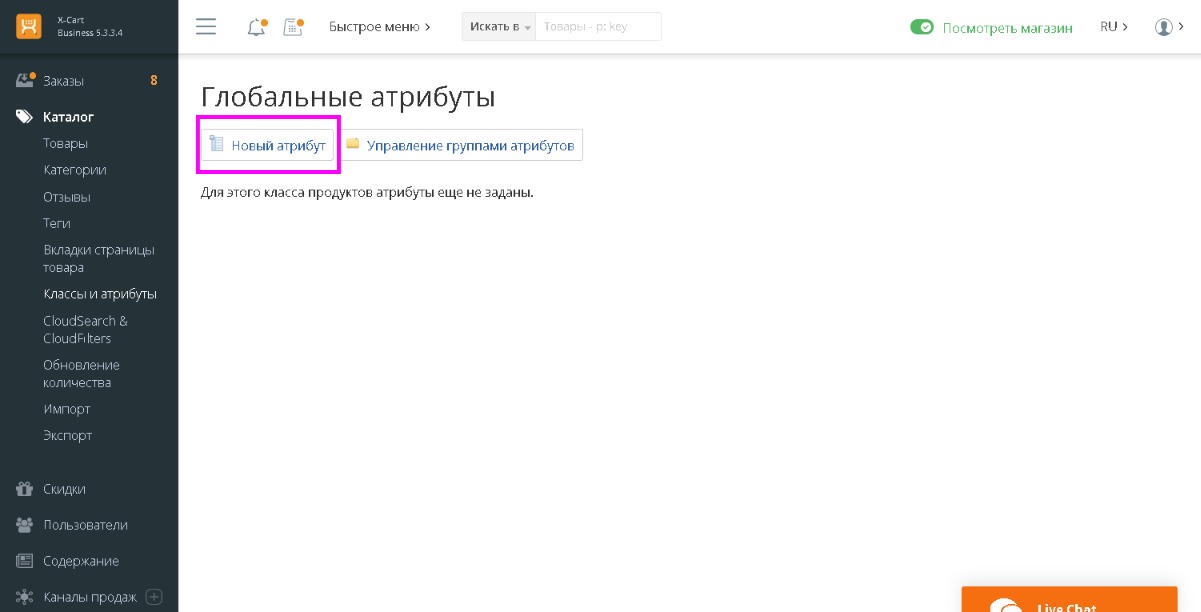 X-Cart
Business 5.3.3.4
Быстрое меню
Искать в
Товары - p: key
Посмотреть магазин
RU
Заказы
8
Каталог
Товары
Категории
Отзывы
Теги
Вкладки страницы
товара
Классы и атрибуты
CloudSearch &
CloudFilters
Обновление
количества
Импорт
Экспорт
Скидки
Пользователи
Содержание
Каналы продаж
Глобальные атрибуты
Новый атрибут
Управление группами атрибутов
Для этого класса продуктов атрибуты еще не заданы.
Live Chat